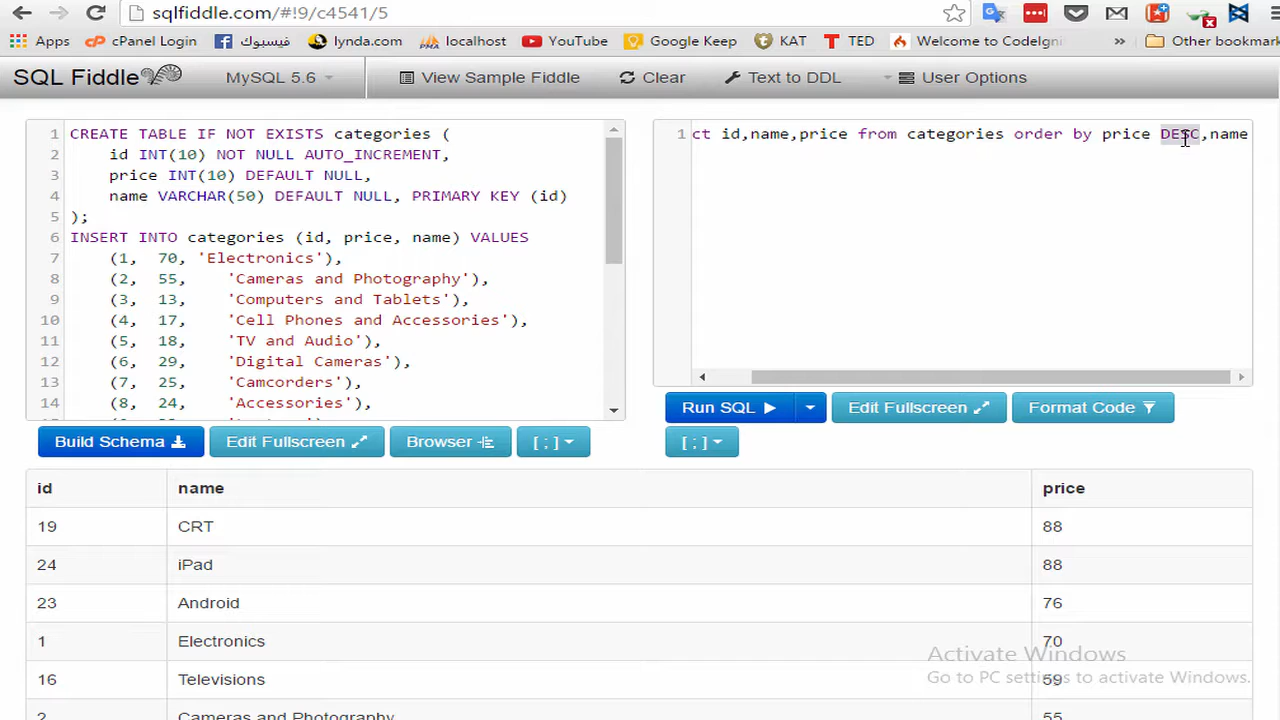 sqlfiddle.com/#!9/c4541/5
Apps cPanel Login فيسبوك lynda.com localhost YouTube Google Keep KAT TED Welcome to CodeIgni » Other bookmark
SQL Fiddle MySQL 5.6 View Sample Fiddle Clear Text to DDL User Options
1 CREATE TABLE IF NOT EXISTS categories (
2 id INT(10) NOT NULL AUTO_INCREMENT,
3 price INT(10) DEFAULT NULL,
4 name VARCHAR(50) DEFAULT NULL, PRIMARY KEY (id)
5 );
6 INSERT INTO categories (id, price, name) VALUES
7 (1, 70, 'Electronics'),
8 (2, 55, 'Cameras and Photography'),
9 (3, 13, 'Computers and Tablets'),
10 (4, 17, 'Cell Phones and Accessories'),
11 (5, 18, 'TV and Audio'),
12 (6, 29, 'Digital Cameras'),
13 (7, 25, 'Camcorders'),
14 (8, 24, 'Accessories'),
1 ct id,name,price from categories order by price DESC,name
Run SQL Edit Fullscreen Format Code
Build Schema Edit Fullscreen Browser [ ; ] [ ; ]
id name price
19 CRT 88
24 iPad 88
23 Android 76
1 Electronics 70
16 Televisions 59
2 Cameras and Photography 55
Activate Windows
Go to PC settings to activate Windows.